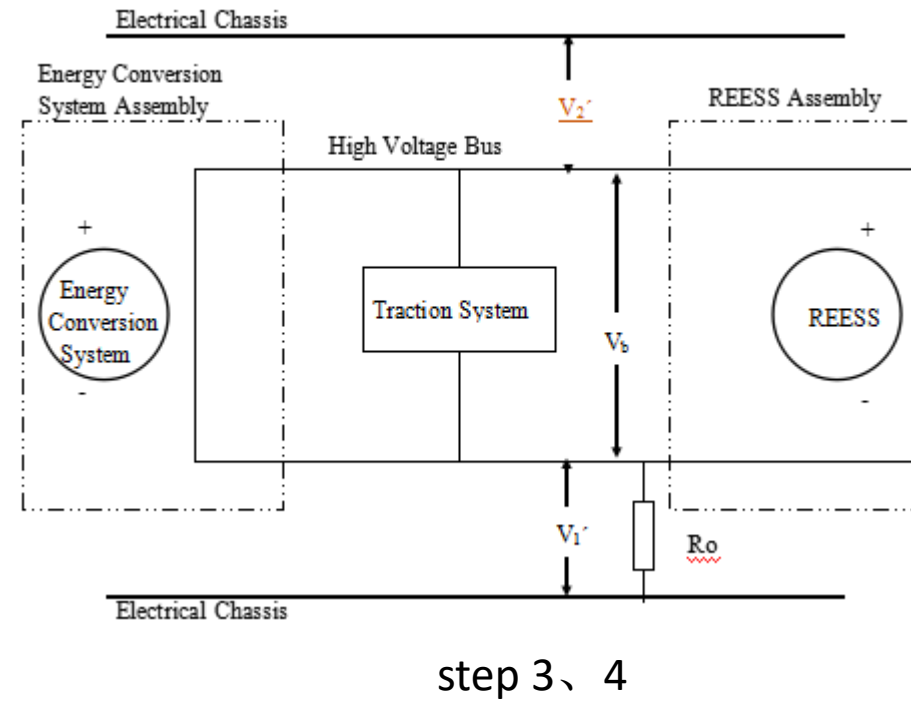 Electrical Chassis
Energy Conversion
System Assembly
V₂´
REESS Assembly
High Voltage Bus
+
+
Energy
Conversion
System
Traction System
V_b
REESS
-
-
V₁´
Ro
Electrical Chassis
step 3、4